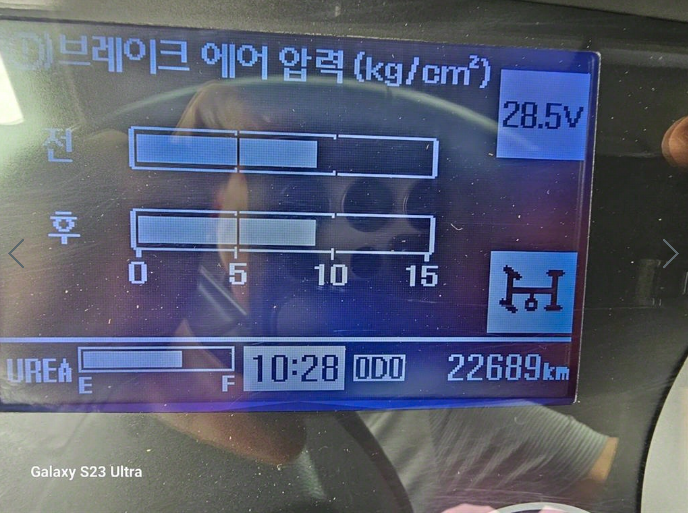 브레이크 에어 압력 (kg/cm²)
28.5V
전
후
0 5 10 15
UREA E F 10:28 ODO 22689km
Galaxy S23 Ultra